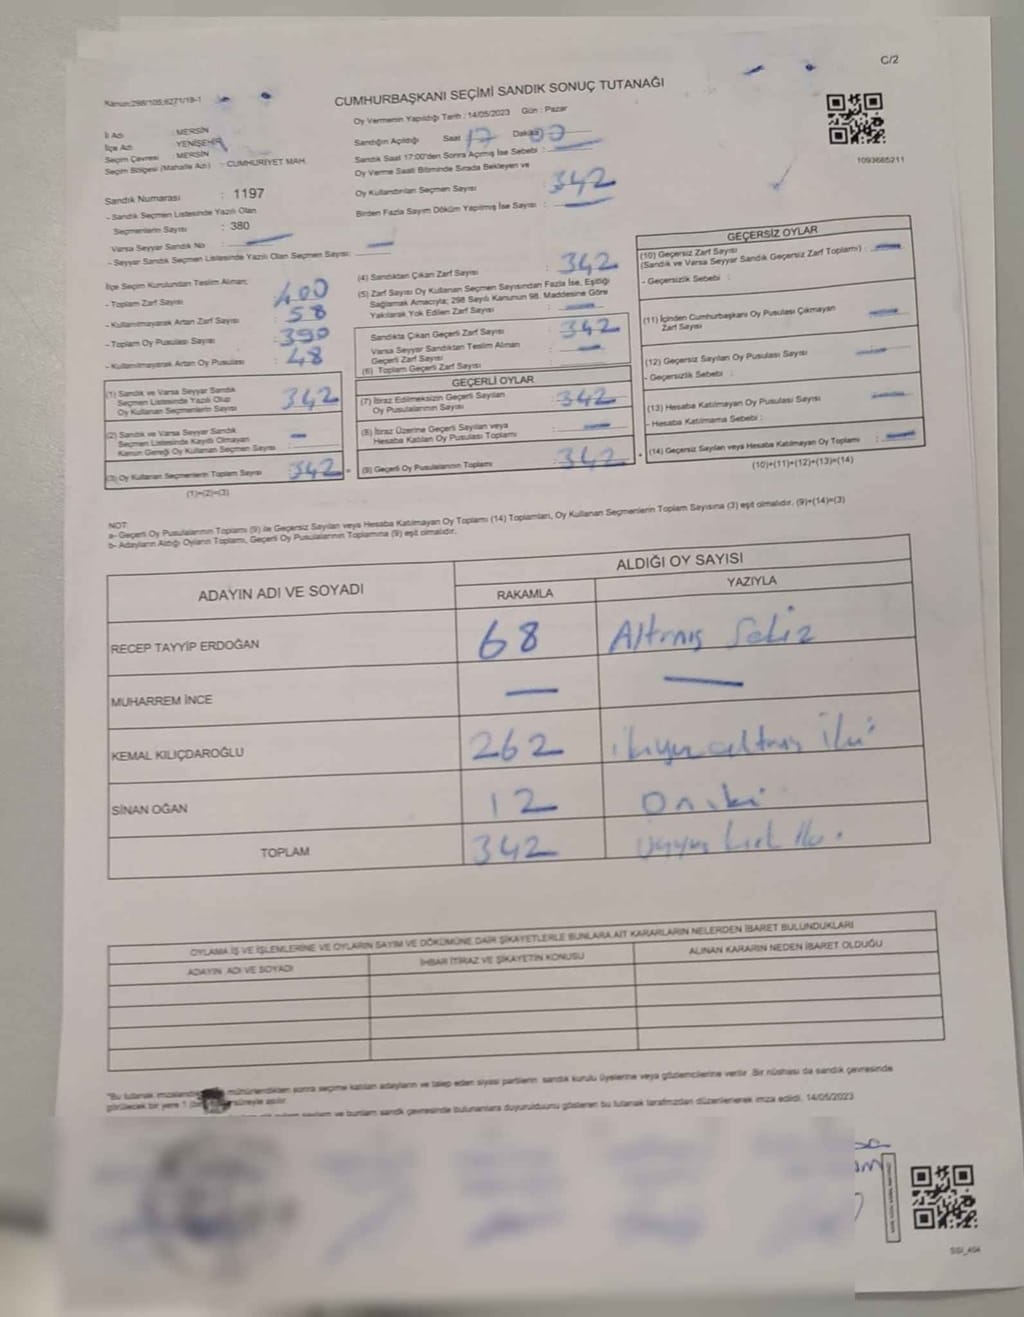 C/2
Kanun:298/105;6271/19-1
CUMHURBAŞKANI SEÇİMİ SANDIK SONUÇ TUTANAĞI
Oy Vermenin Yapıldığı Tarih : 14/05/2023 Gün : Pazar
İl Adı : MERSİN
İlçe Adı : YENİŞEHİR
Seçim Çevresi : MERSİN
Seçim Bölgesi (Mahalle Adı) : CUMHURİYET MAH.
Sandığın Açıldığı Saat 17 Dakika 00
Sandık Saat 17:00'den Sonra Açımış İse Sebebi : —
Oy Verme Saati Bitiminde Sırada Bekleyen ve
Oy Kullandırılan Seçmen Sayısı : 342
Birden Fazla Sayım Döküm Yapılmış İse Sayısı : —
1093665211
Sandık Numarası : 1197
- Sandık Seçmen Listesinde Yazılı Olan
Seçmenlerin Sayısı : 380
Varsa Seyyar Sandık No : —
- Seyyar Sandık Seçmen Listesinde Yazılı Olan Seçmen Sayısı: —
İlçe Seçim Kurulundan Teslim Alınan;
- Toplam Zarf Sayısı : 400
- Kullanılmayarak Artan Zarf Sayısı : 58
- Toplam Oy Pusulası Sayısı : 390
- Kullanılmayarak Artan Oy Pusulası : 48
(1) Sandık ve Varsa Seyyar Sandık
Seçmen Listesinde Yazılı Olup
Oy Kullanan Seçmenlerin Sayısı : 342
(2) Sandık ve Varsa Seyyar Sandık
Seçmen Listesinde Kayıtlı Olmayan
Kanun Gereği Oy Kullanan Seçmen Sayısı : —
(3) Oy Kullanan Seçmenlerin Toplam Sayısı : 342
(1)+(2)=(3)
(4) Sandıktan Çıkan Zarf Sayısı : 342
(5) Zarf Sayısı Oy Kullanan Seçmen Sayısından Fazla İse, Eşitliği
Sağlamak Amacıyla; 298 Sayılı Kanunun 98. Maddesine Göre
Yakılarak Yok Edilen Zarf Sayısı : —
Sandıkta Çıkan Geçerli Zarf Sayısı : 342
Varsa Seyyar Sandıktan Teslim Alınan
Geçerli Zarf Sayısı : —
(6) Toplam Geçerli Zarf Sayısı :
GEÇERLİ OYLAR
(7) İtiraz Edilmeksizin Geçerli Sayılan
Oy Pusulalarının Sayısı : 342
(8) İtiraz Üzerine Geçerli Sayılan veya
Hesaba Katılan Oy Pusulası Toplamı : —
(9) Geçerli Oy Pusulalarının Toplamı : 342
GEÇERSİZ OYLAR
(10) Geçersiz Zarf Sayısı
(Sandık ve Varsa Seyyar Sandık Geçersiz Zarf Toplamı) : —
- Geçersizlik Sebebi :
(11) İçinden Cumhurbaşkanı Oy Pusulası Çıkmayan
Zarf Sayısı : —
(12) Geçersiz Sayılan Oy Pusulası Sayısı : —
- Geçersizlik Sebebi :
(13) Hesaba Katılmayan Oy Pusulası Sayısı : —
- Hesaba Katılmama Sebebi :
(14) Geçersiz Sayılan veya Hesaba Katılmayan Oy Toplamı : —
(10)+(11)+(12)+(13)=(14)
NOT:
a- Geçerli Oy Pusulalarının Toplamı (9) ile Geçersiz Sayılan veya Hesaba Katılmayan Oy Toplamı (14) Toplamları, Oy Kullanan Seçmenlerin Toplam Sayısına (3) eşit olmalıdır. (9)+(14)=(3)
b- Adayların Aldığı Oyların Toplamı, Geçerli Oy Pusulalarının Toplamına (9) eşit olmalıdır.
ADAYIN ADI VE SOYADI ALDIĞI OY SAYISI
RAKAMLA YAZIYLA
RECEP TAYYİP ERDOĞAN 68 Altmış Sekiz
MUHARREM İNCE — —
KEMAL KILIÇDAROĞLU 262 ikiyüz altmış iki
SİNAN OĞAN 12 Oniki
TOPLAM 342 üçyüz kırk iki.
OYLAMA İŞ VE İŞLEMLERİNE VE OYLARIN SAYIM VE DÖKÜMÜNE DAİR ŞİKAYETLERLE BUNLARA AİT KARARLARIN NELERDEN İBARET BULUNDUKLARI
ADAYIN ADI VE SOYADI İHBAR İTİRAZ VE ŞİKAYETİN KONUSU ALINAN KARARIN NEDEN İBARET OLDUĞU
"Bu tutanak imzalandı mühürlendikten sonra seçime katılan adayların ve talep eden siyasi partilerin sandık kurulu üyelerine veya gözlemcilerine verilir. Bir nüshası da sandık çevresinde
görülecek bir yere 1 süreyle asılır.
ve bunların sandık çevresinde bulunanlara duyurulduğunu gösteren bu tutanak tarafımızdan düzenlenerek imza edildi. 14/05/2023